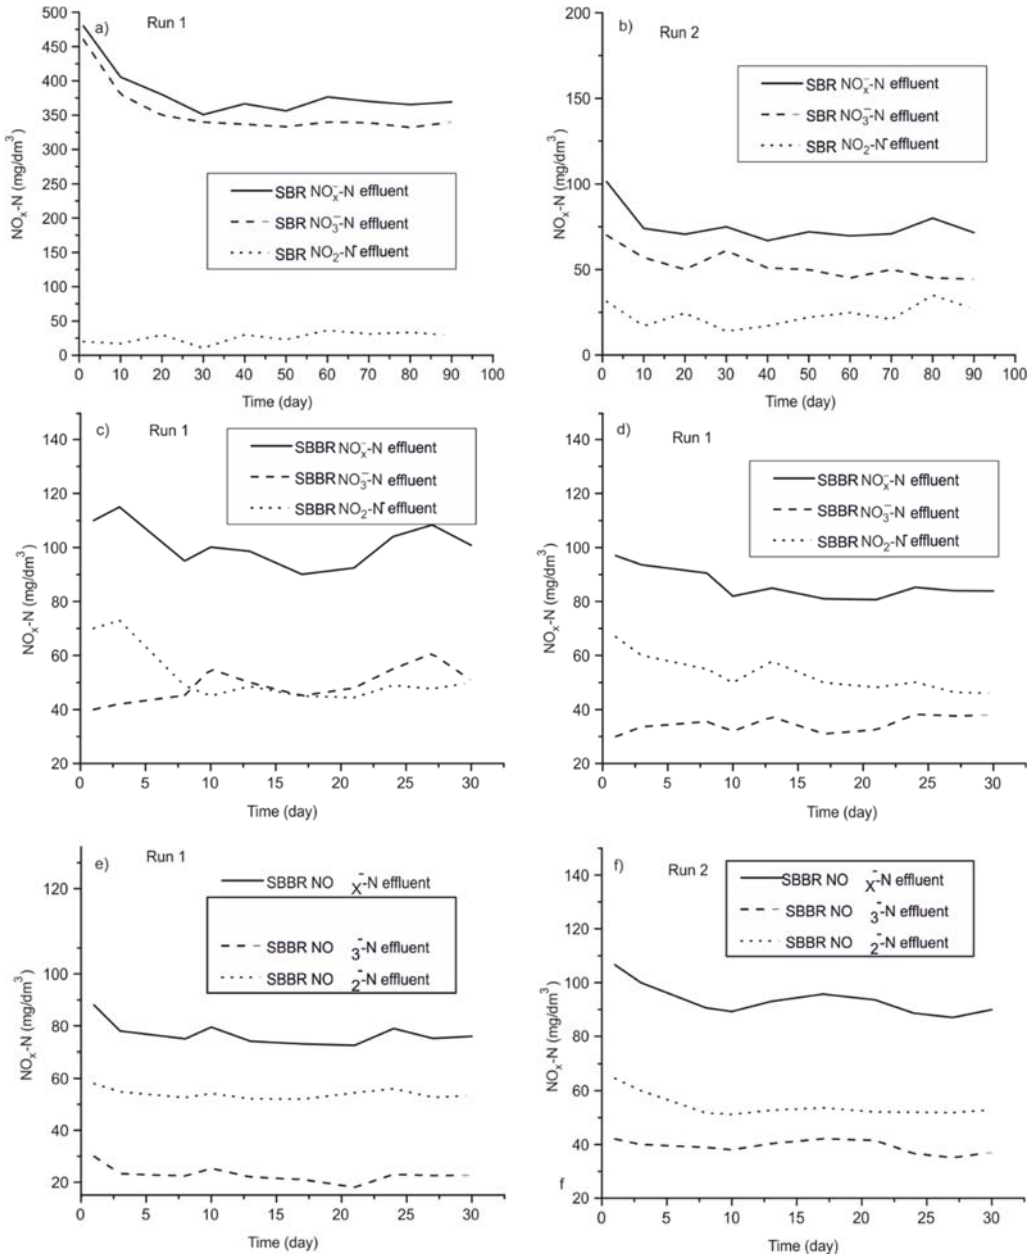 a) Run 1
500
450
400
350
300
250
200
150
100
50
0
NOₓ-N (mg/dm³)
SBR NOₓ⁻-N effluent
SBR NO₃⁻-N effluent
SBR NO₂-N⁻ effluent
0 10 20 30 40 50 60 70 80 90 100
Time (day)
b) Run 2
200
150
100
50
0
NOₓ-N (mg/dm³)
SBR NOₓ⁻-N effluent
SBR NO₃⁻-N effluent
SBR NO₂-N⁻ effluent
0 10 20 30 40 50 60 70 80 90 100
Time (day)
c) Run 1
140
120
100
80
60
40
20
NOₓ-N (mg/dm³)
SBBR NOₓ⁻-N effluent
SBBR NO₃⁻-N effluent
SBBR NO₂-N⁻ effluent
0 5 10 15 20 25 30
Time (day)
d) Run 1
140
120
100
80
60
40
20
NOₓ-N (mg/dm³)
SBBR NOₓ⁻-N effluent
SBBR NO₃⁻-N effluent
SBBR NO₂-N⁻ effluent
0 5 10 15 20 25 30
Time (day)
e) Run 1
120
100
80
60
40
20
NOₓ-N (mg/dm³)
SBBR NO X⁻-N effluent
SBBR NO 3⁻-N effluent
SBBR NO 2⁻-N effluent
0 5 10 15 20 25 30
Time (day)
f) Run 2
140
120
100
80
60
40
20
NOₓ-N (mg/dm³)
SBBR NO X⁻-N effluent
SBBR NO 3⁻-N effluent
SBBR NO 2⁻-N effluent
f
0 5 10 15 20 25 30
Time (day)